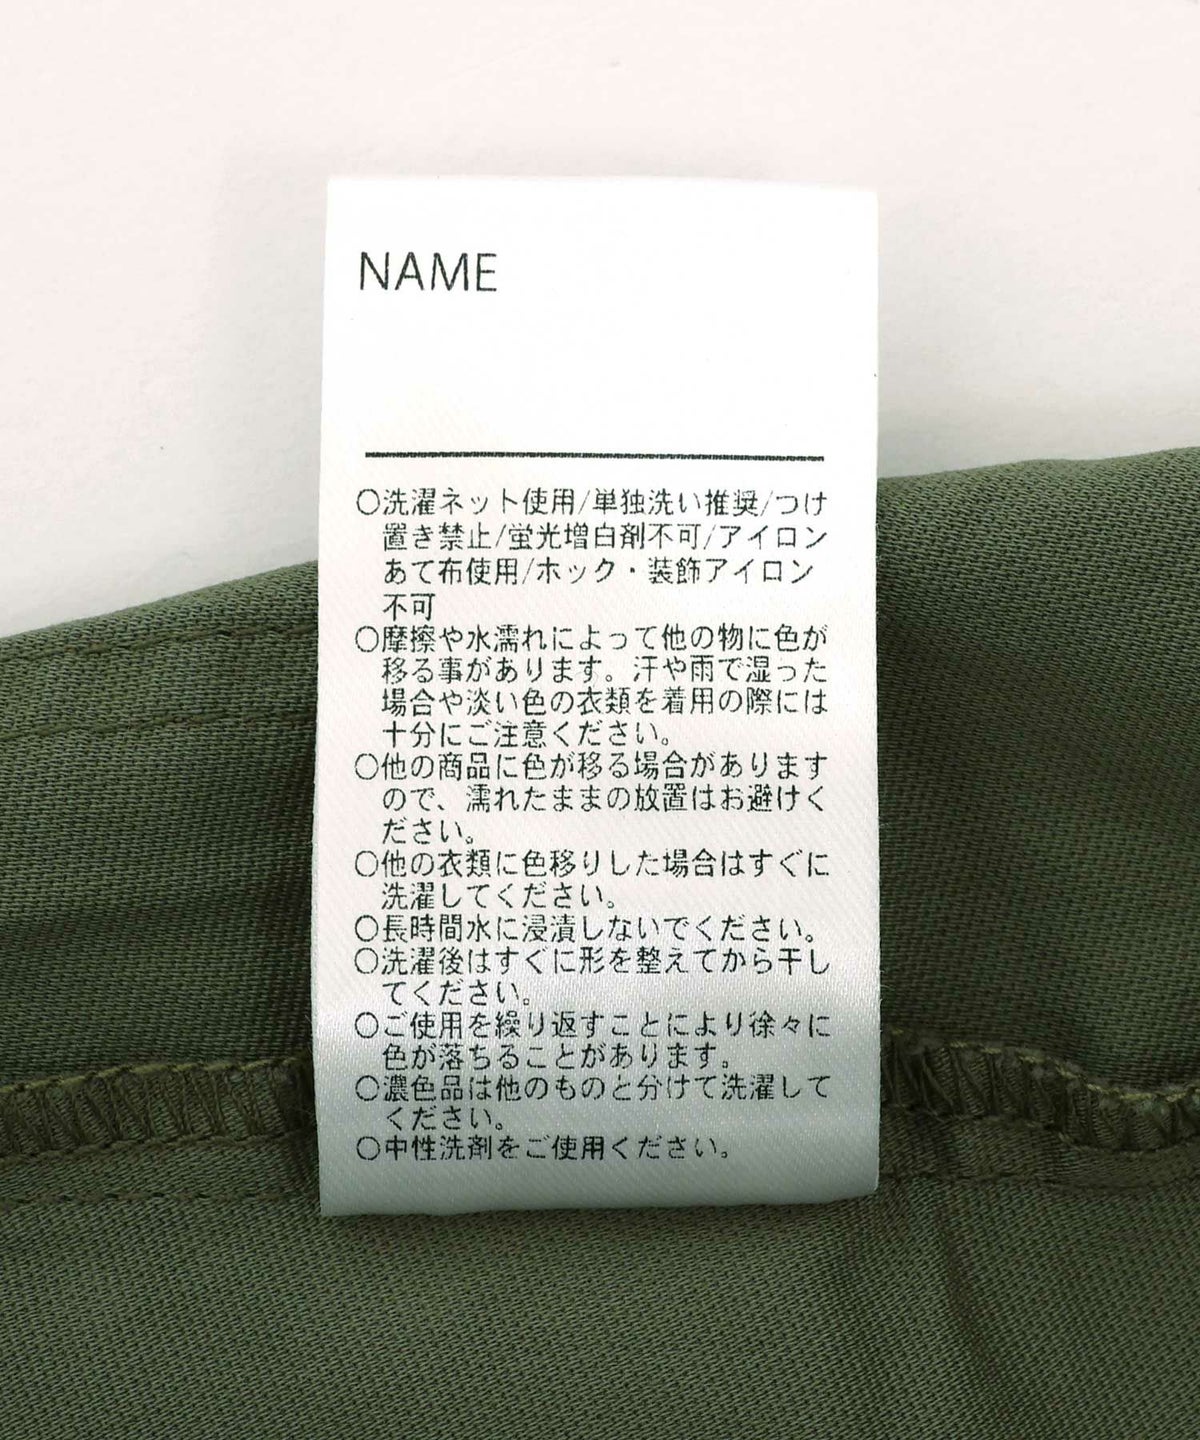 NAME
○洗濯ネット使用/単独洗い推奨/つけ
置き禁止/蛍光増白剤不可/アイロン
あて布使用/ホック・装飾アイロン
不可
○摩擦や水濡れによって他の物に色が
移る事があります。汗や雨で湿った
場合や淡い色の衣類を着用の際には
十分にご注意ください。
○他の商品に色が移る場合があります
ので、濡れたままの放置はお避けく
ださい。
○他の衣類に色移りした場合はすぐに
洗濯してください。
○長時間水に浸漬しないでください。
○洗濯後はすぐに形を整えてから干し
てください。
○ご使用を繰り返すことにより徐々に
色が落ちることがあります。
○濃色品は他のものと分けて洗濯して
ください。
○中性洗剤をご使用ください。